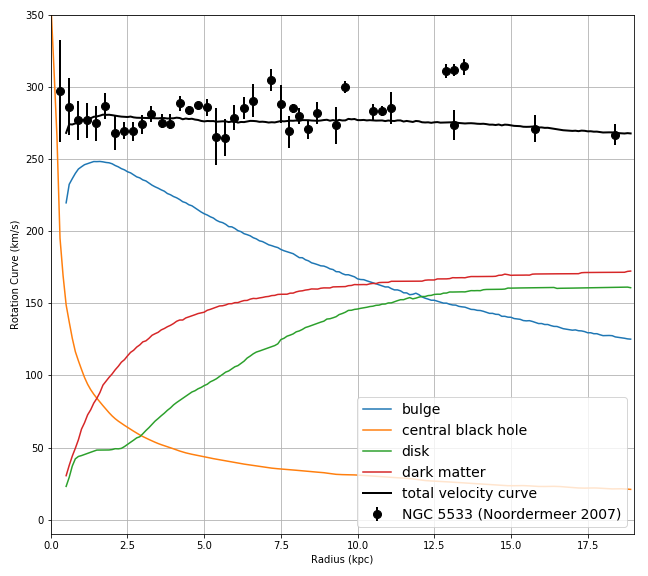 350
300
250
200
150
100
50
0
Rotation Curve (km/s)
0.0 2.5 5.0 7.5 10.0 12.5 15.0 17.5
Radius (kpc)
bulge
central black hole
disk
dark matter
total velocity curve
NGC 5533 (Noordermeer 2007)